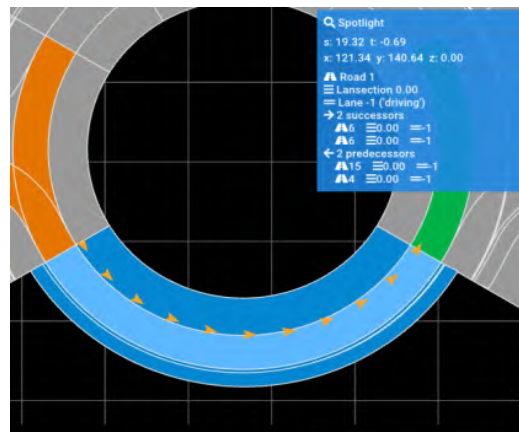 Spotlight
s: 19.32 t: -0.69
x: 121.34 y: 140.64 z: 0.00
Road 1
Lansection 0.00
Lane -1 ('driving')
2 successors
6 0.00 -1
6 0.00 -1
2 predecessors
15 0.00 -1
4 0.00 -1